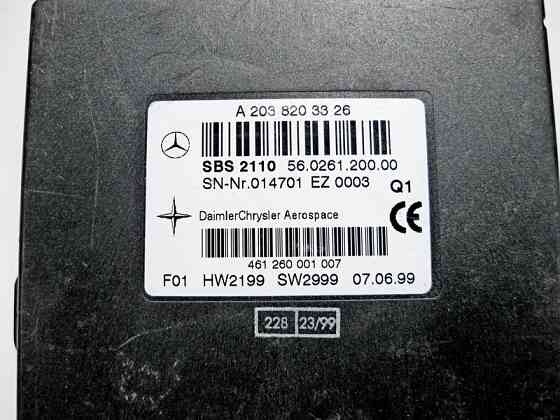 A 203 820 33 26
SBS 2110 56.0261.200.00
SN-Nr.014701 EZ 0003 Q1
DaimlerChrysler Aerospace CE
461 260 001 007
F01 HW2199 SW2999 07.06.99
228 23/99